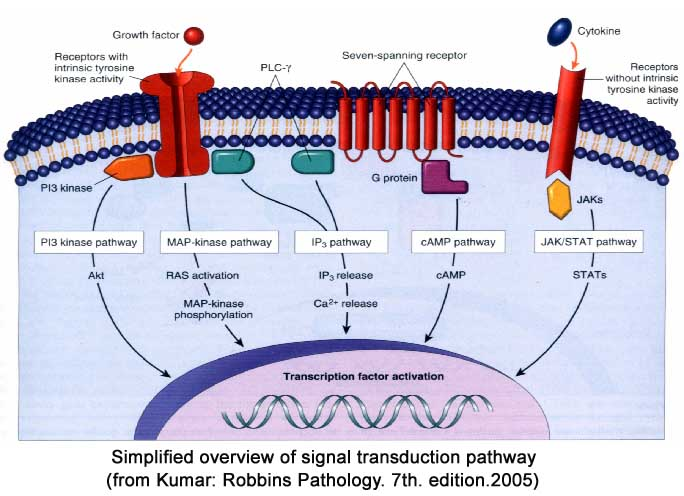 Growth factor
Receptors with
intrinsic tyrosine
kinase activity
PLC-γ
Seven-spanning receptor
Cytokine
Receptors
without intrinsic
tyrosine kinase
activity
PI3 kinase
G protein
JAKs
PI3 kinase pathway
MAP-kinase pathway
IP₃ pathway
cAMP pathway
JAK/STAT pathway
Akt
RAS activation
IP₃ release
cAMP
STATs
MAP-kinase
phosphorylation
Ca²⁺ release
Transcription factor activation
Simplified overview of signal transduction pathway
(from Kumar: Robbins Pathology. 7th. edition.2005)